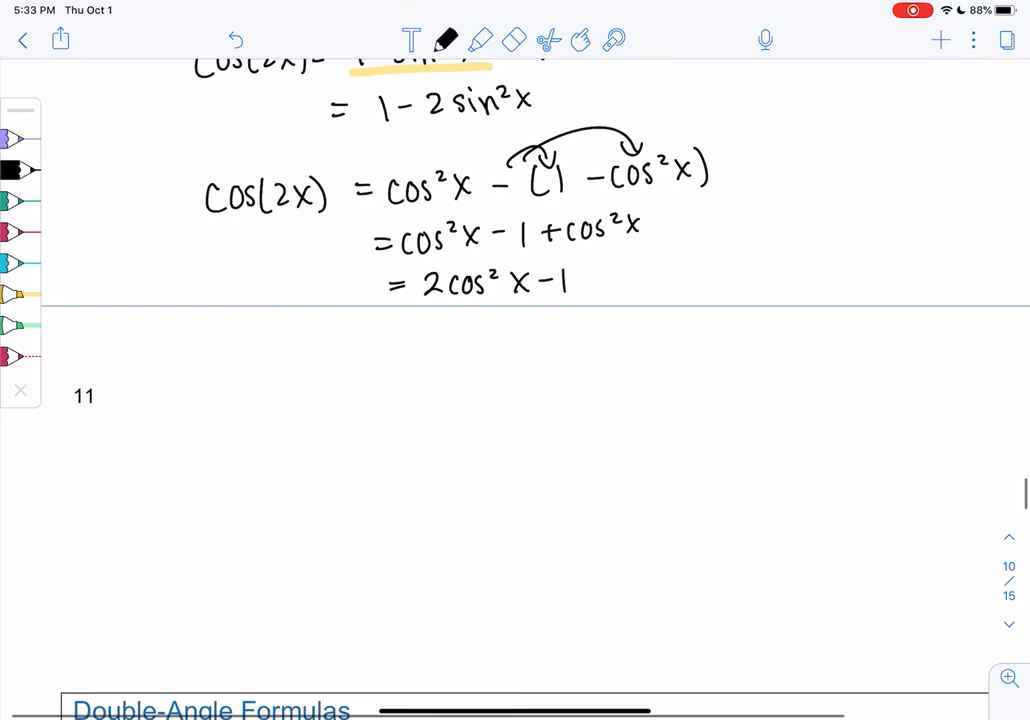 5:33 PM Thu Oct 1 88%
T
= 1 - 2 sin²x
cos(2x) = cos²x - (1 - cos²x)
= cos²x - 1 + cos²x
= 2cos²x - 1
11
10
/
15
Double-Angle Formulas